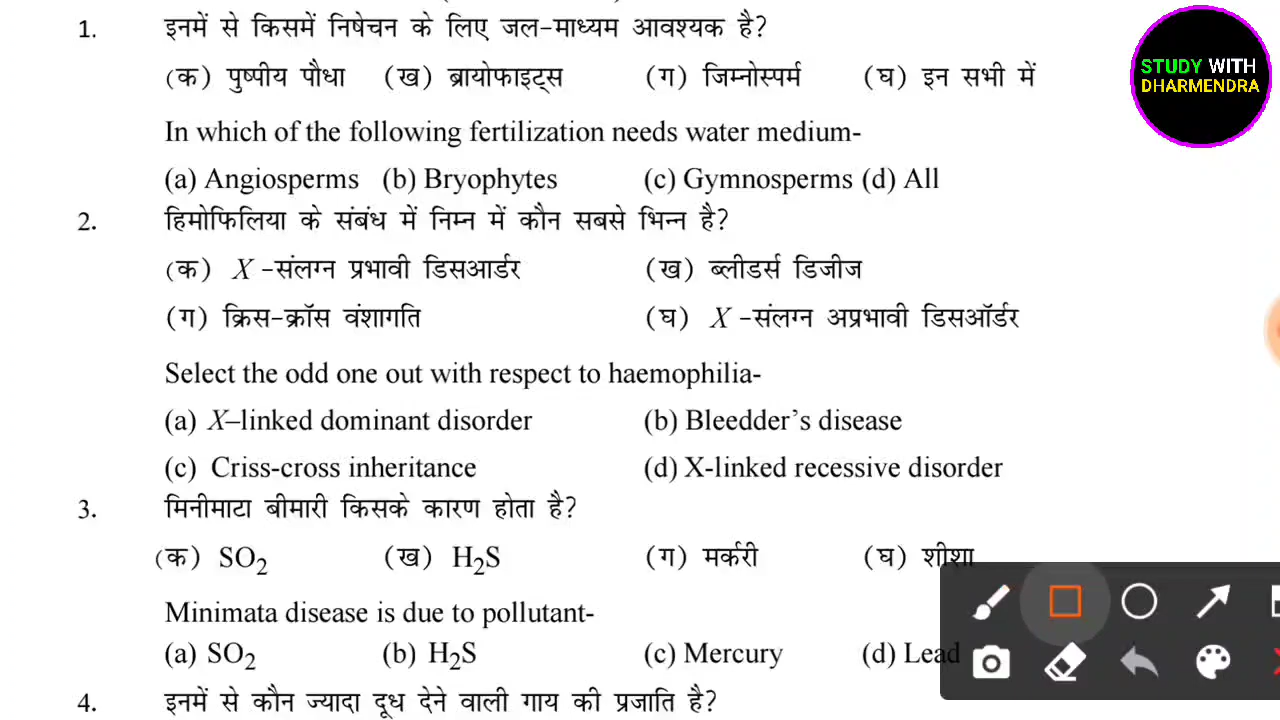 1. इनमें से किसमें निषेचन के लिए जल-माध्यम आवश्यक है?
STUDY WITH
DHARMENDRA
(क) पुष्पीय पौधा (ख) ब्रायोफाइट्स (ग) जिम्नोस्पर्म (घ) इन सभी में
In which of the following fertilization needs water medium-
(a) Angiosperms (b) Bryophytes (c) Gymnosperms (d) All
2. हिमोफिलिया के संबंध में निम्न में कौन सबसे भिन्न है?
(क) X -संलग्न प्रभावी डिसआर्डर (ख) ब्लीडर्स डिजीज
(ग) क्रिस-क्रॉस वंशागति (घ) X -संलग्न अप्रभावी डिसऑर्डर
Select the odd one out with respect to haemophilia-
(a) X–linked dominant disorder (b) Bleedder’s disease
(c) Criss-cross inheritance (d) X-linked recessive disorder
3. मिनीमाटा बीमारी किसके कारण होता है?
(क) SO2 (ख) H2S (ग) मर्करी (घ) शीशा
Minimata disease is due to pollutant-
(a) SO2 (b) H2S (c) Mercury (d) Lead
4. इनमें से कौन ज्यादा दूध देने वाली गाय की प्रजाति है?